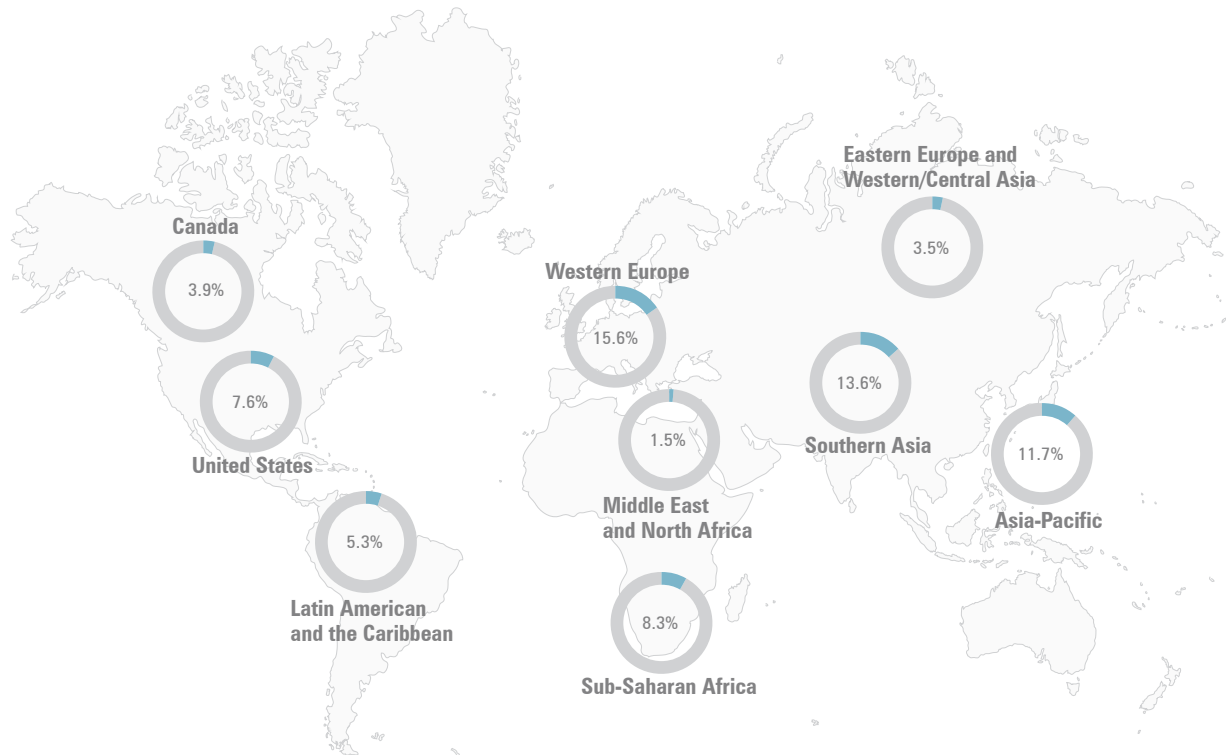 Eastern Europe and
Western/Central Asia
3.5%
Canada
3.9%
Western Europe
15.6%
United States
7.6%
Southern Asia
13.6%
Middle East
and North Africa
1.5%
Asia-Pacific
11.7%
Latin American
and the Caribbean
5.3%
Sub-Saharan Africa
8.3%